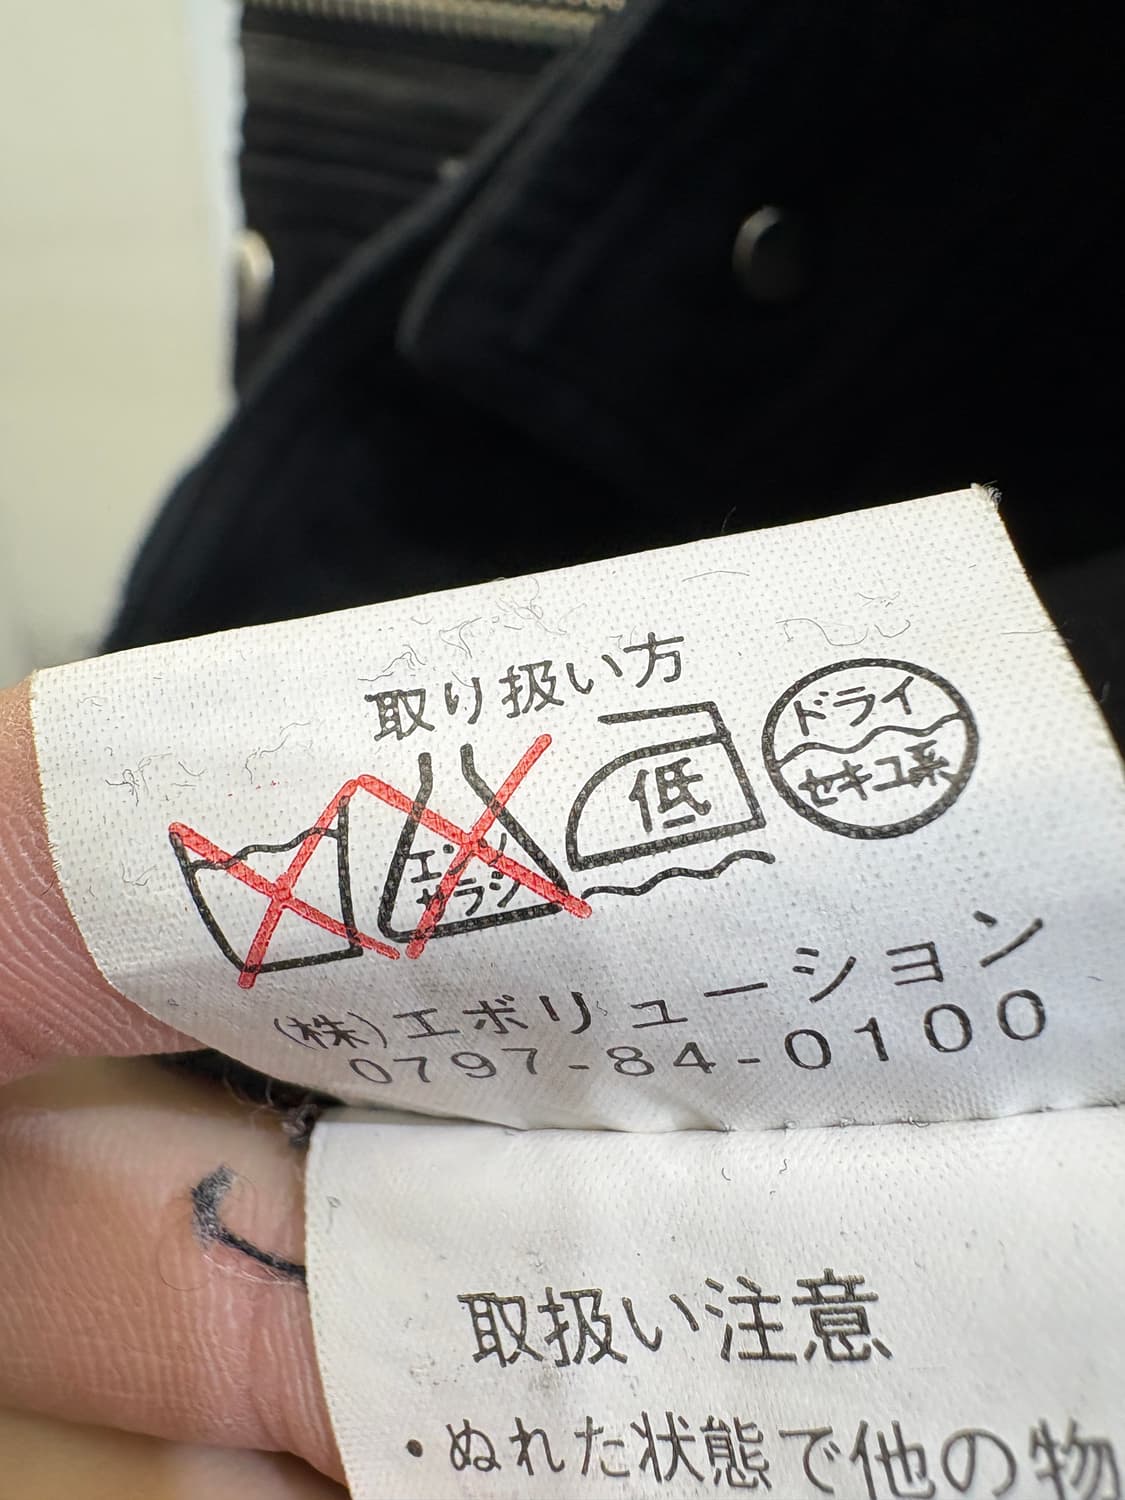 取り扱い方
エンソ
サラシ
低
ドライ
セキユ系
(株)エボリューション
0797-84-0100
取扱い注意
・ぬれた状態で他の物